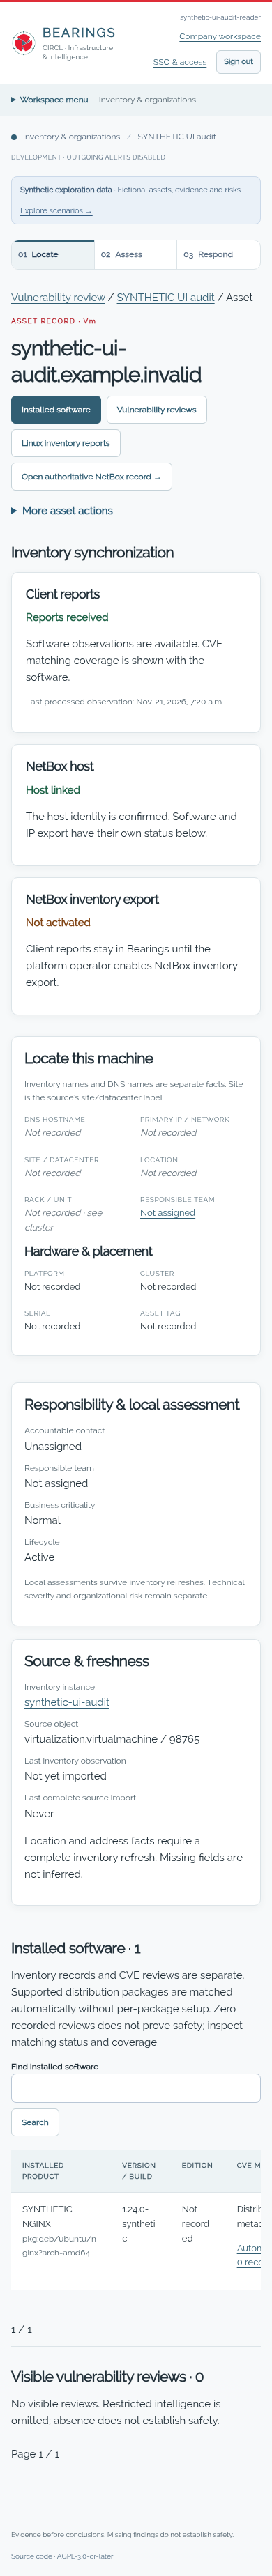 synthetic-ui-audit-reader
BEARINGS
CIRCL · Infrastructure
& intelligence
Company workspace
SSO & access
Sign out
Workspace menu
Inventory & organizations
Inventory & organizations / SYNTHETIC UI audit
DEVELOPMENT · OUTGOING ALERTS DISABLED
Synthetic exploration data · Fictional assets, evidence and risks.
Explore scenarios →
01 Locate
02 Assess
03 Respond
Vulnerability review / SYNTHETIC UI audit / Asset
ASSET RECORD · Vm
synthetic-ui-
audit.example.invalid
Installed software
Vulnerability reviews
Linux inventory reports
Open authoritative NetBox record →
More asset actions
Inventory synchronization
Client reports
Reports received
Software observations are available. CVE
matching coverage is shown with the
software.
Last processed observation: Nov. 21, 2026, 7:20 a.m.
NetBox host
Host linked
The host identity is confirmed. Software and
IP export have their own status below.
NetBox inventory export
Not activated
Client reports stay in Bearings until the
platform operator enables NetBox inventory
export.
Locate this machine
Inventory names and DNS names are separate facts. Site
is the source's site/datacenter label.
DNS HOSTNAME
Not recorded
PRIMARY IP / NETWORK
Not recorded
SITE / DATACENTER
Not recorded
LOCATION
Not recorded
RACK / UNIT
Not recorded · see
cluster
RESPONSIBLE TEAM
Not assigned
Hardware & placement
PLATFORM
Not recorded
CLUSTER
Not recorded
SERIAL
Not recorded
ASSET TAG
Not recorded
Responsibility & local assessment
Accountable contact
Unassigned
Responsible team
Not assigned
Business criticality
Normal
Lifecycle
Active
Local assessments survive inventory refreshes. Technical
severity and organizational risk remain separate.
Source & freshness
Inventory instance
synthetic-ui-audit
Source object
virtualization.virtualmachine / 98765
Last inventory observation
Not yet imported
Last complete source import
Never
Location and address facts require a
complete inventory refresh. Missing fields are
not inferred.
Installed software · 1
Inventory records and CVE reviews are separate.
Supported distribution packages are matched
automatically without per-package setup. Zero
recorded reviews does not prove safety; inspect
matching status and coverage.
Find installed software
Search
INSTALLED
PRODUCT
VERSION
/ BUILD
EDITION
CVE M
SYNTHETIC
NGINX
pkg:deb/ubuntu/n
ginx?arch=amd64
1.24.0-
syntheti
c
Not
record
ed
Distrib
metac
Auton
0 reco
1 / 1
Visible vulnerability reviews · 0
No visible reviews. Restricted intelligence is
omitted; absence does not establish safety.
Page 1 / 1
Evidence before conclusions. Missing findings do not establish safety.
Source code · AGPL-3.0-or-later